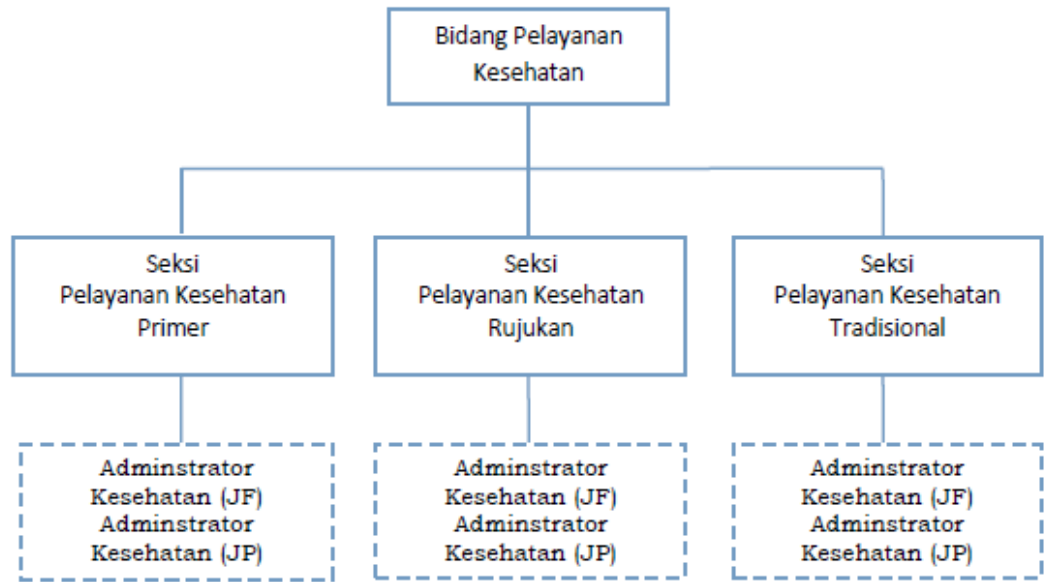 Bidang Pelayanan
Kesehatan
Seksi
Pelayanan Kesehatan
Primer
Seksi
Pelayanan Kesehatan
Rujukan
Seksi
Pelayanan Kesehatan
Tradisional
Adminstrator
Kesehatan (JF)
Adminstrator
Kesehatan (JP)
Adminstrator
Kesehatan (JF)
Adminstrator
Kesehatan (JP)
Adminstrator
Kesehatan (JF)
Adminstrator
Kesehatan (JP)